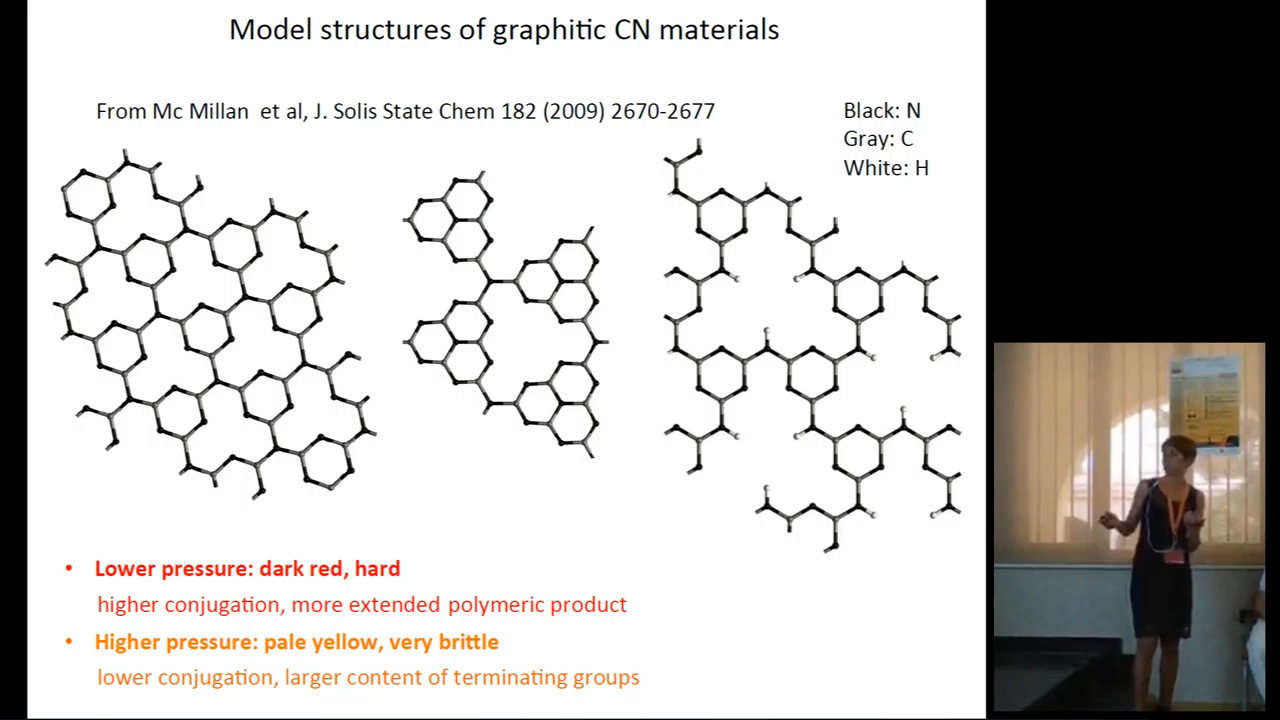 Model structures of graphitic CN materials
From Mc Millan et al, J. Solis State Chem 182 (2009) 2670-2677
Black: N
Gray: C
White: H
• Lower pressure: dark red, hard
higher conjugation, more extended polymeric product
• Higher pressure: pale yellow, very brittle
lower conjugation, larger content of terminating groups